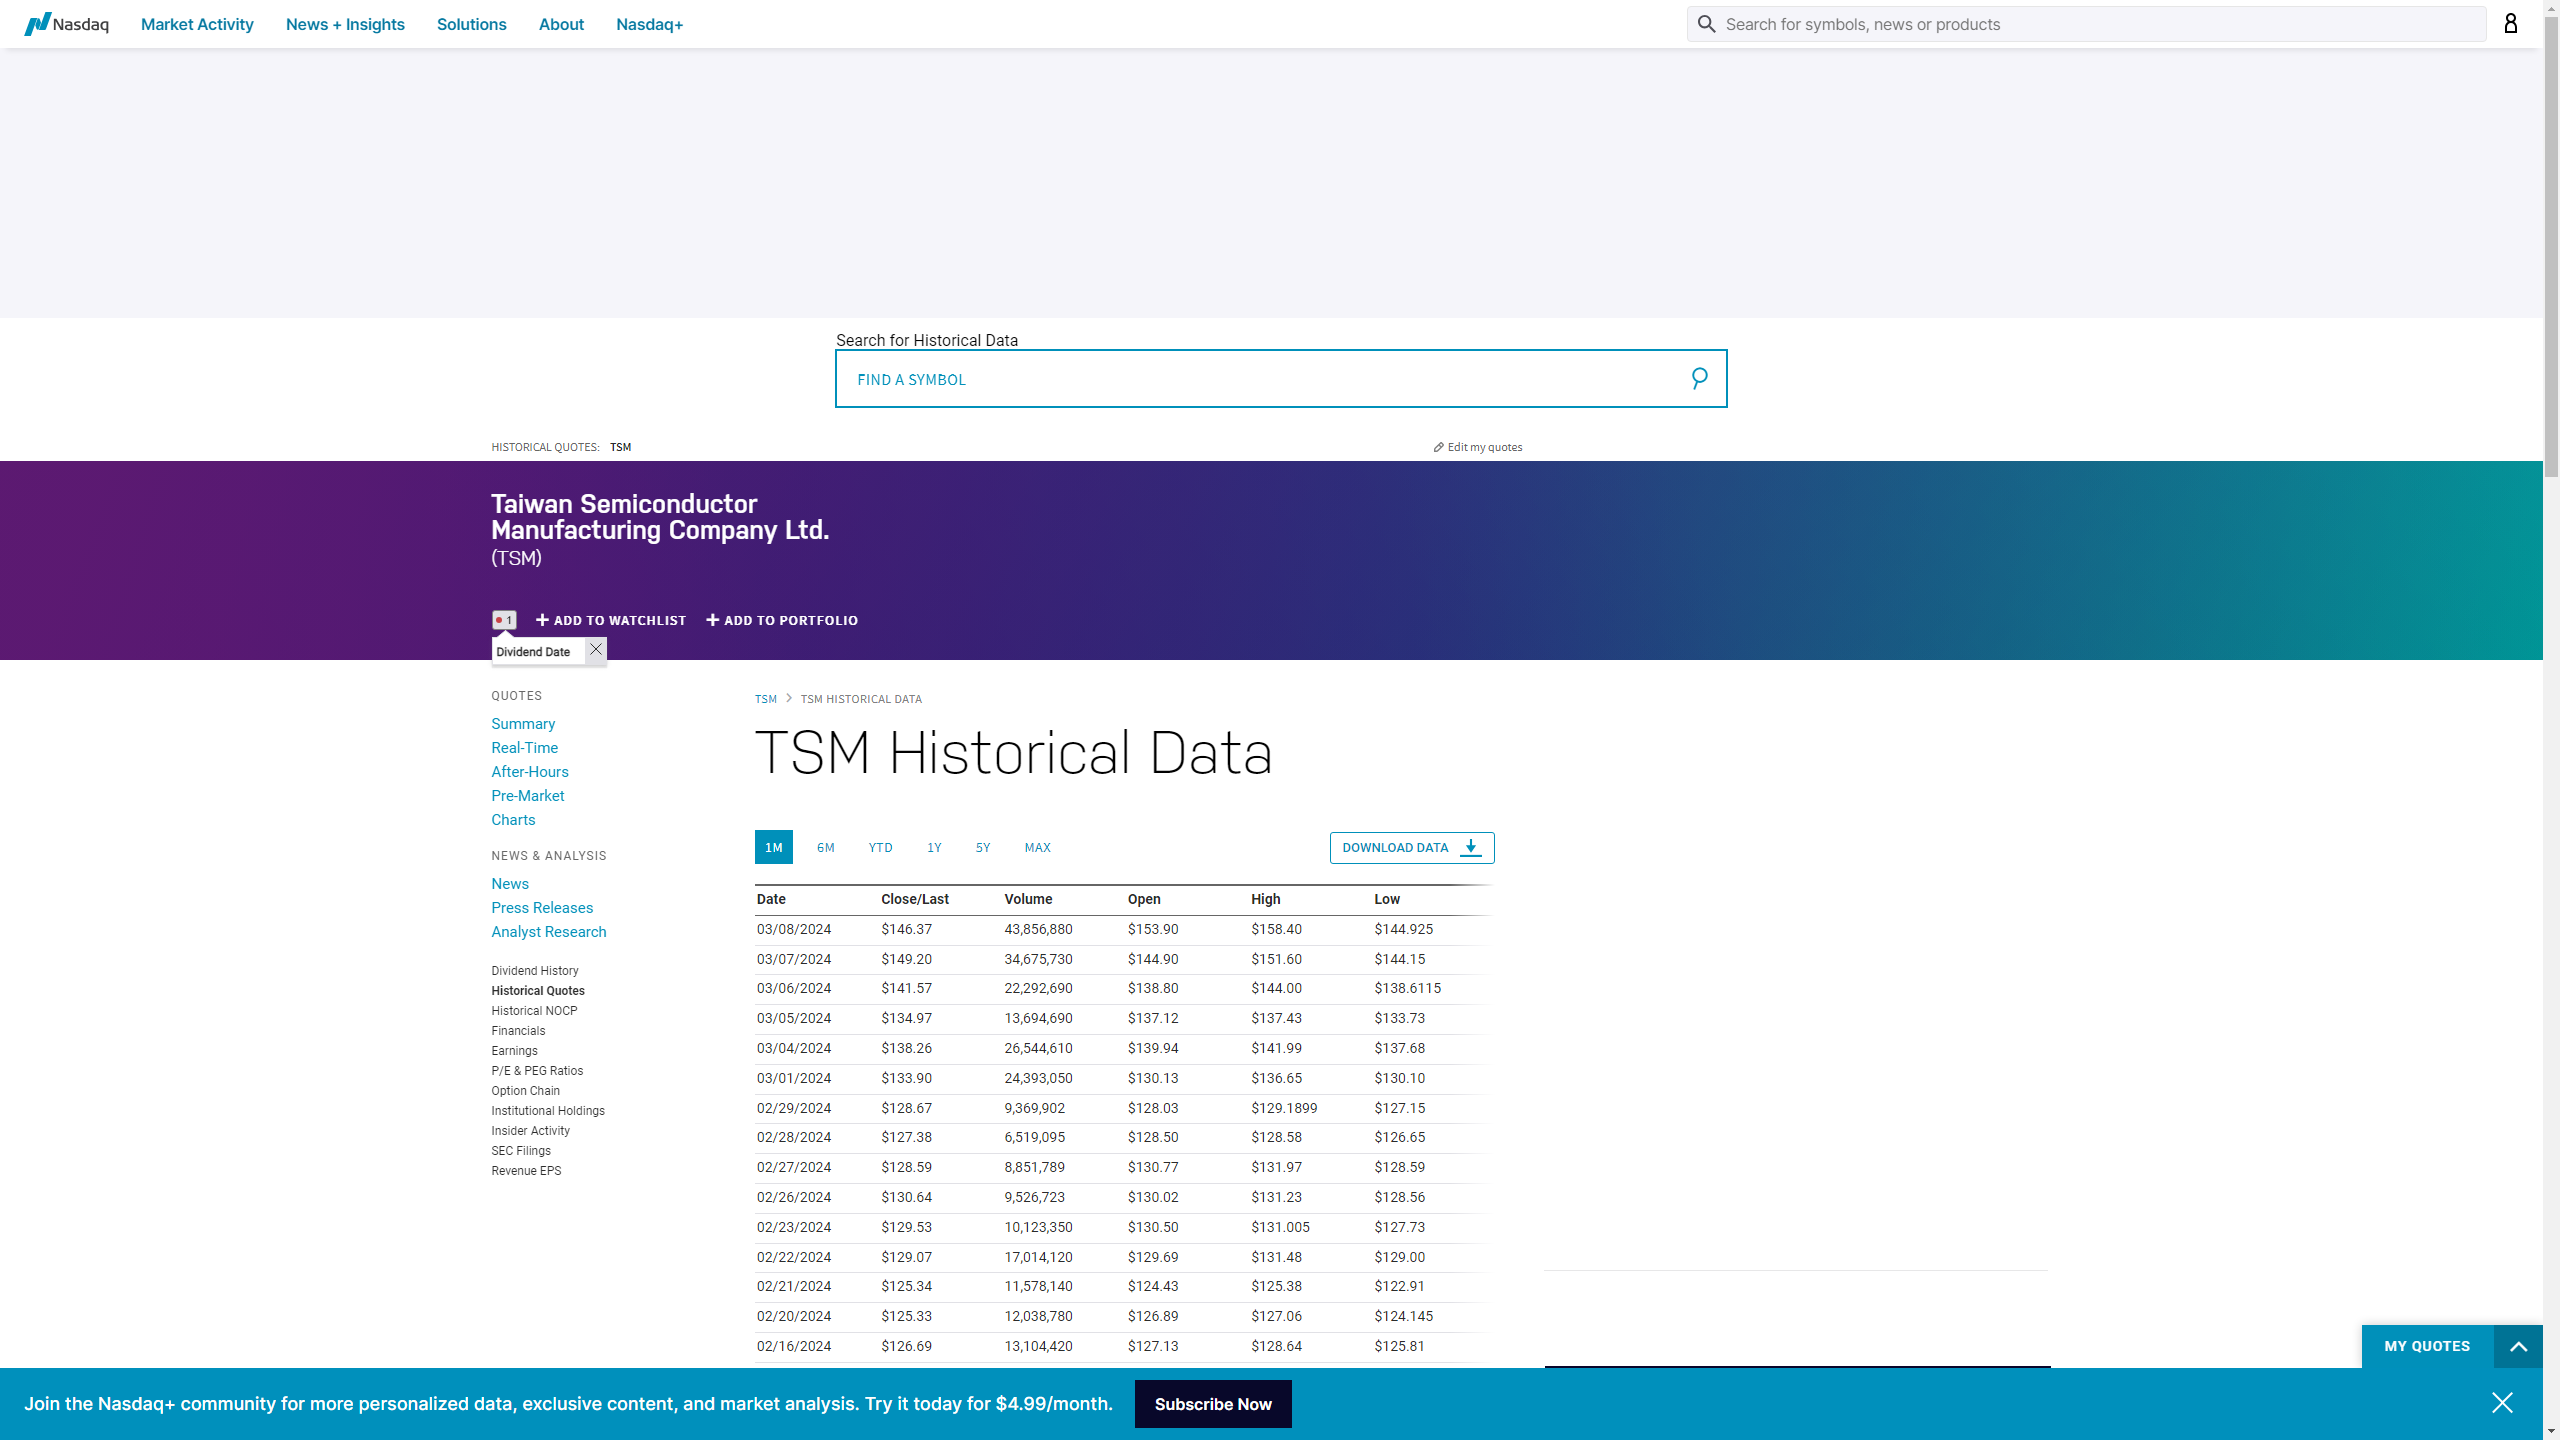 Nasdaq Market Activity News + Insights Solutions About Nasdaq+ Search for symbols, news or products
Search for Historical Data
FIND A SYMBOL
HISTORICAL QUOTES: TSM Edit my quotes
Taiwan Semiconductor
Manufacturing Company Ltd.
(TSM)
1 ADD TO WATCHLIST ADD TO PORTFOLIO
Dividend Date
QUOTES
Summary
Real-Time
After-Hours
Pre-Market
Charts
NEWS & ANALYSIS
News
Press Releases
Analyst Research
Dividend History
Historical Quotes
Historical NOCP
Financials
Earnings
P/E & PEG Ratios
Option Chain
Institutional Holdings
Insider Activity
SEC Filings
Revenue EPS
TSM TSM HISTORICAL DATA
TSM Historical Data
1M 6M YTD 1Y 5Y MAX DOWNLOAD DATA
Date Close/Last Volume Open High Low
03/08/2024 $146.37 43,856,880 $153.90 $158.40 $144.925
03/07/2024 $149.20 34,675,730 $144.90 $151.60 $144.15
03/06/2024 $141.57 22,292,690 $138.80 $144.00 $138.6115
03/05/2024 $134.97 13,694,690 $137.12 $137.43 $133.73
03/04/2024 $138.26 26,544,610 $139.94 $141.99 $137.68
03/01/2024 $133.90 24,393,050 $130.13 $136.65 $130.10
02/29/2024 $128.67 9,369,902 $128.03 $129.1899 $127.15
02/28/2024 $127.38 6,519,095 $128.50 $128.58 $126.65
02/27/2024 $128.59 8,851,789 $130.77 $131.97 $128.59
02/26/2024 $130.64 9,526,723 $130.02 $131.23 $128.56
02/23/2024 $129.53 10,123,350 $130.50 $131.005 $127.73
02/22/2024 $129.07 17,014,120 $129.69 $131.48 $129.00
02/21/2024 $125.34 11,578,140 $124.43 $125.38 $122.91
02/20/2024 $125.33 12,038,780 $126.89 $127.06 $124.145
02/16/2024 $126.69 13,104,420 $127.13 $128.64 $125.81
MY QUOTES
Join the Nasdaq+ community for more personalized data, exclusive content, and market analysis. Try it today for $4.99/month. Subscribe Now